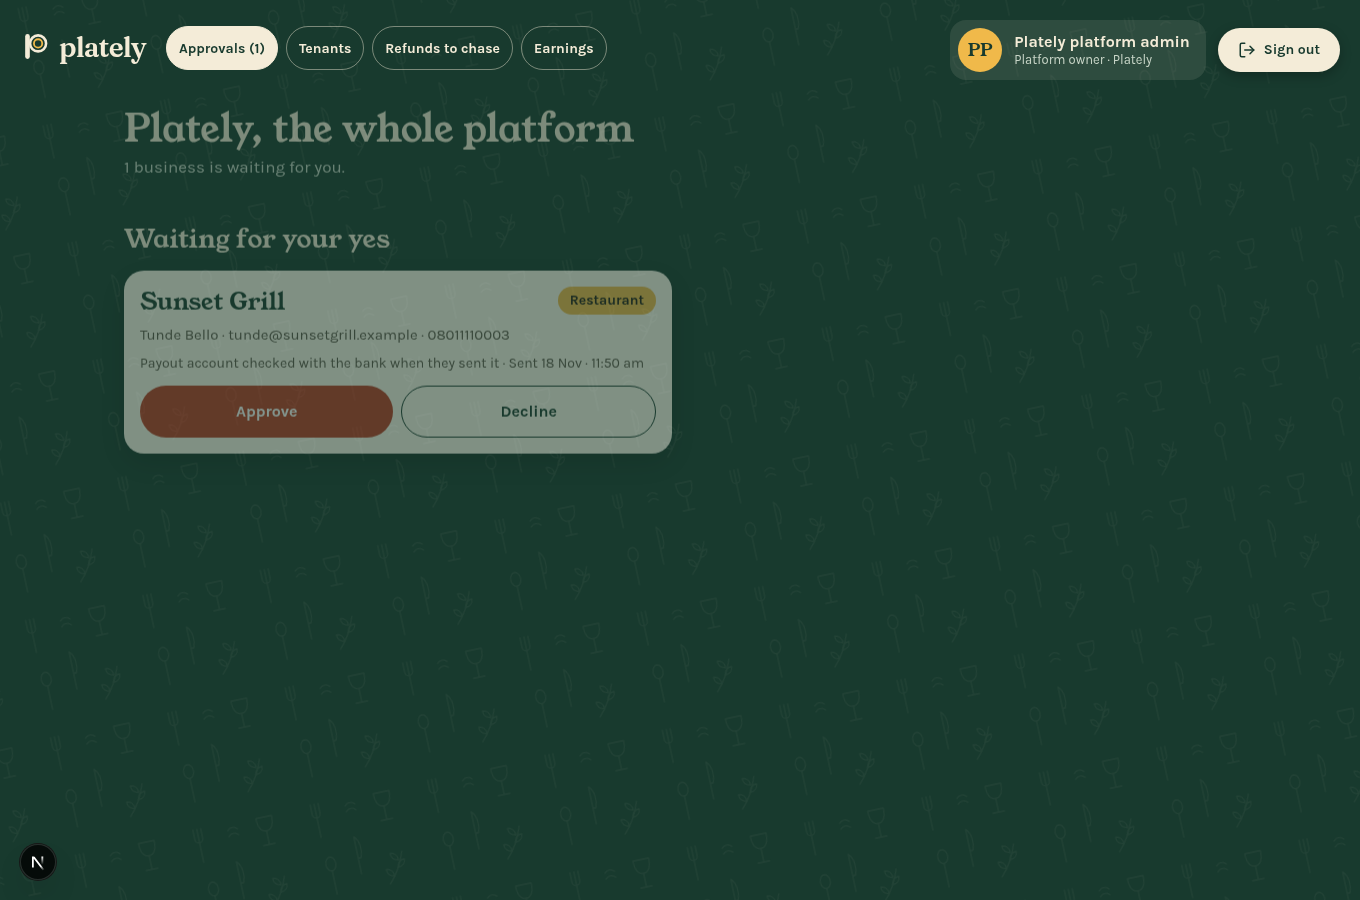 plately
Approvals (1)
Tenants
Refunds to chase
Earnings
PP
Plately platform admin
Platform owner · Plately
Sign out
Plately, the whole platform
1 business is waiting for you.
Waiting for your yes
Sunset Grill
Restaurant
Tunde Bello · tunde@sunsetgrill.example · 08011110003
Payout account checked with the bank when they sent it · Sent 18 Nov · 11:50 am
Approve
Decline
N